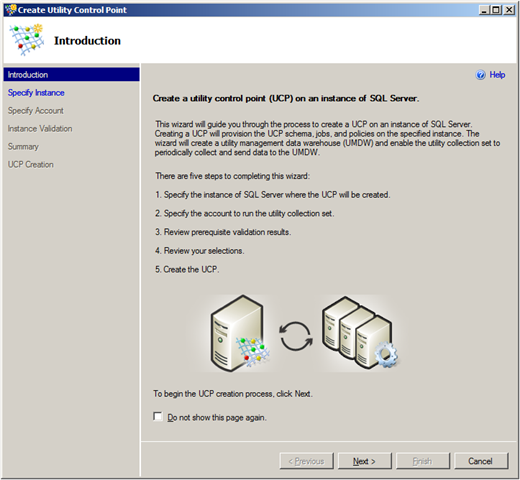 Create Utility Control Point
Introduction
Introduction
Specify Instance
Specify Account
Instance Validation
Summary
UCP Creation
Help
Create a utility control point (UCP) on an instance of SQL Server.
This wizard will guide you through the process to create a UCP on an instance of SQL Server.
Creating a UCP will provision the UCP schema, jobs, and policies on the specified instance. The
wizard will create a utility management data warehouse (UMDW) and enable the utility collection set to
periodically collect and send data to the UMDW.
There are five steps to completing this wizard:
1. Specify the instance of SQL Server where the UCP will be created.
2. Specify the account to run the utility collection set.
3. Review prerequisite validation results.
4. Review your selections.
5. Create the UCP.
To begin the UCP creation process, click Next.
Do not show this page again.
< Previous Next > Finish Cancel